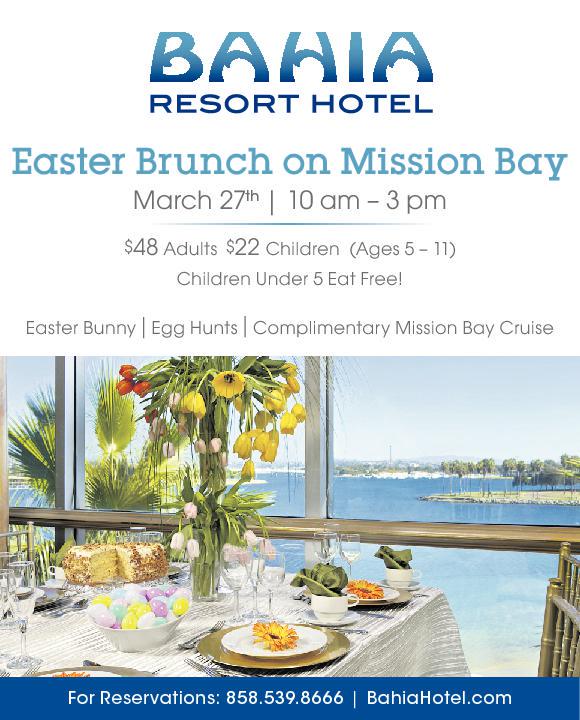 BAHIA
RESORT HOTEL
Easter Brunch on Mission Bay
March 27th | 10 am – 3 pm
$48 Adults $22 Children (Ages 5 – 11)
Children Under 5 Eat Free!
Easter Bunny | Egg Hunts | Complimentary Mission Bay Cruise
For Reservations: 858.539.8666 | BahiaHotel.com